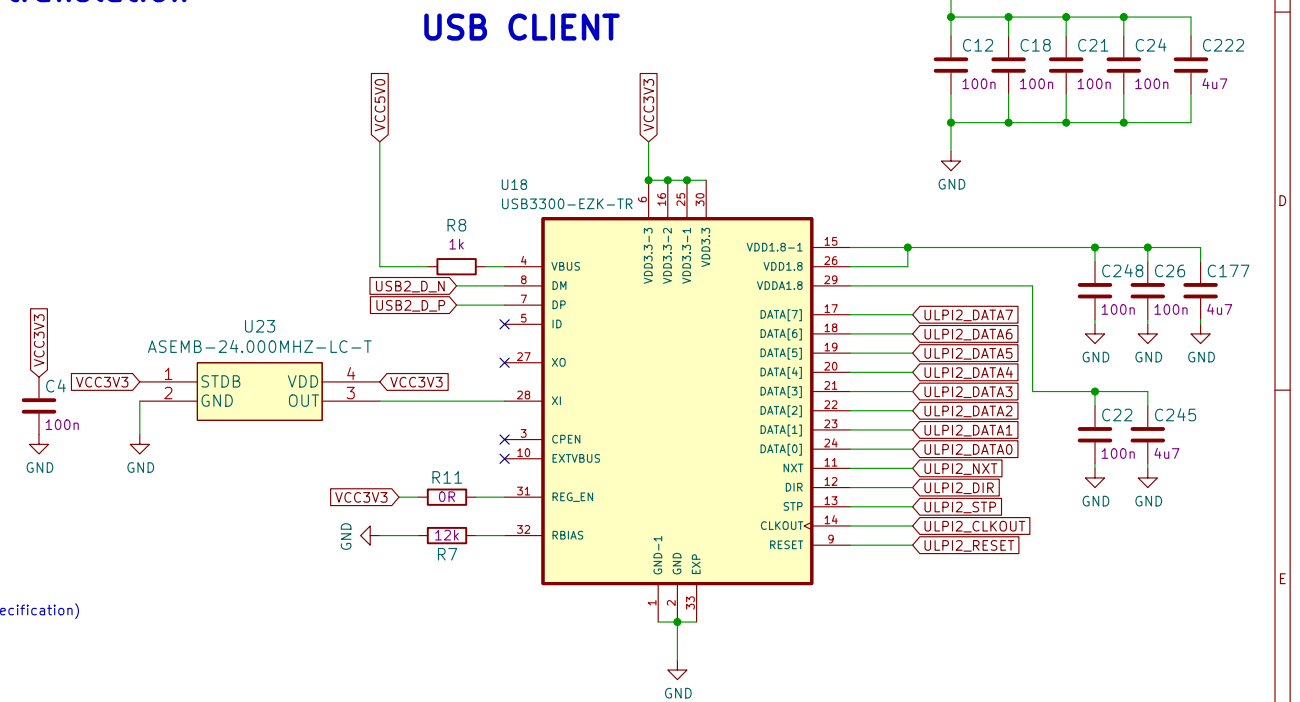 translation
USB CLIENT
C12
C18
C21
C24
C222
100n
100n
100n
100n
4u7
GND
VCC5V0
VCC3V3
U18
USB3300-EZK-TR
6
16
25
30
VDD3.3-3
VDD3.3-2
VDD3.3-1
VDD3.3
D
R8
1k
4
VBUS
USB2_D_N
8
DM
USB2_D_P
7
DP
5
ID
27
XO
28
XI
3
CPEN
10
EXTVBUS
R11
VCC3V3
0R
31
REG_EN
GND
12k
32
RBIAS
R7
VDD1.8-1
15
VDD1.8
26
VDDA1.8
29
DATA[7]
17
ULPI2_DATA7
DATA[6]
18
ULPI2_DATA6
DATA[5]
19
ULPI2_DATA5
DATA[4]
20
ULPI2_DATA4
DATA[3]
21
ULPI2_DATA3
DATA[2]
22
ULPI2_DATA2
DATA[1]
23
ULPI2_DATA1
DATA[0]
24
ULPI2_DATA0
NXT
11
ULPI2_NXT
DIR
12
ULPI2_DIR
STP
13
ULPI2_STP
CLKOUT
14
ULPI2_CLKOUT
RESET
9
ULPI2_RESET
GND-1
GND
EXP
1
2
33
GND
C248
C26
C177
100n
100n
4u7
GND
GND
GND
C22
C245
100n
4u7
GND
GND
VCC3V3
C4
100n
GND
U23
ASEMB-24.000MHZ-LC-T
VCC3V3
1
STDB
VDD
4
VCC3V3
2
GND
OUT
3
GND
E
ecification)